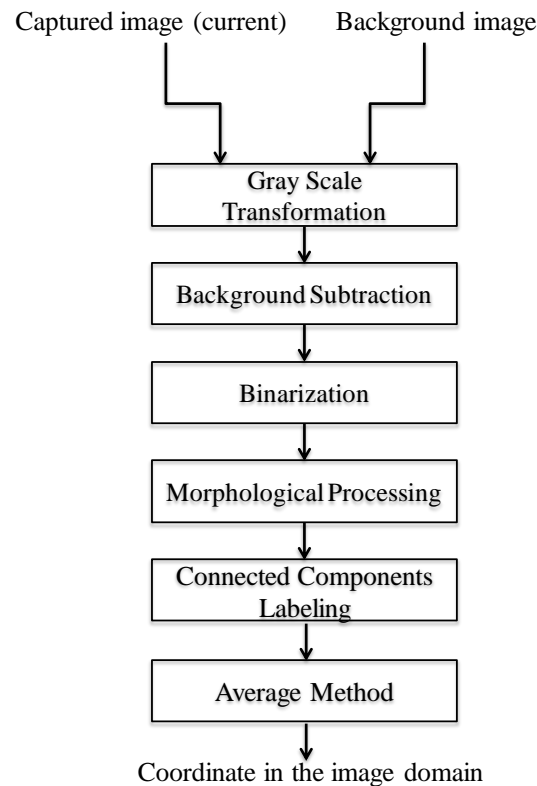 Captured image (current)
Background image
Gray Scale
Transformation
Background Subtraction
Binarization
Morphological Processing
Connected Components
Labeling
Average Method
Coordinate in the image domain